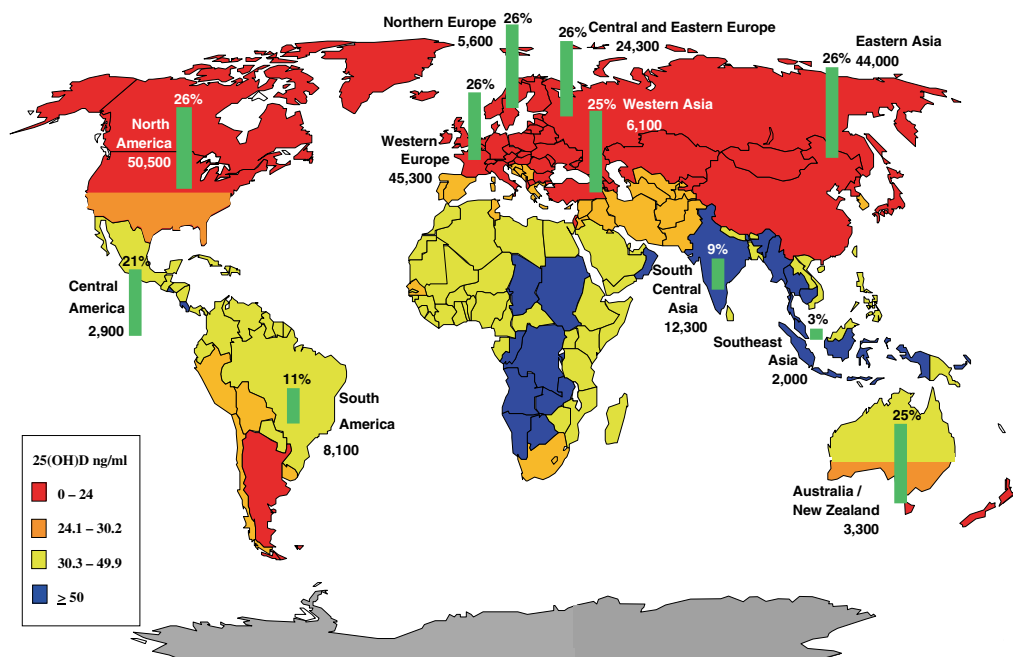 Northern Europe
5,600
26%
26%
Central and Eastern Europe
24,300
Eastern Asia
26%
44,000
26%
North
America
50,500
26%
Western
Europe
45,300
25%
Western Asia
6,100
21%
Central
America
2,900
9%
South
Central
Asia
12,300
3%
Southeast
Asia
2,000
11%
South
America
8,100
25%
Australia /
New Zealand
3,300
25(OH)D ng/ml
0 – 24
24.1 – 30.2
30.3 – 49.9
≥ 50